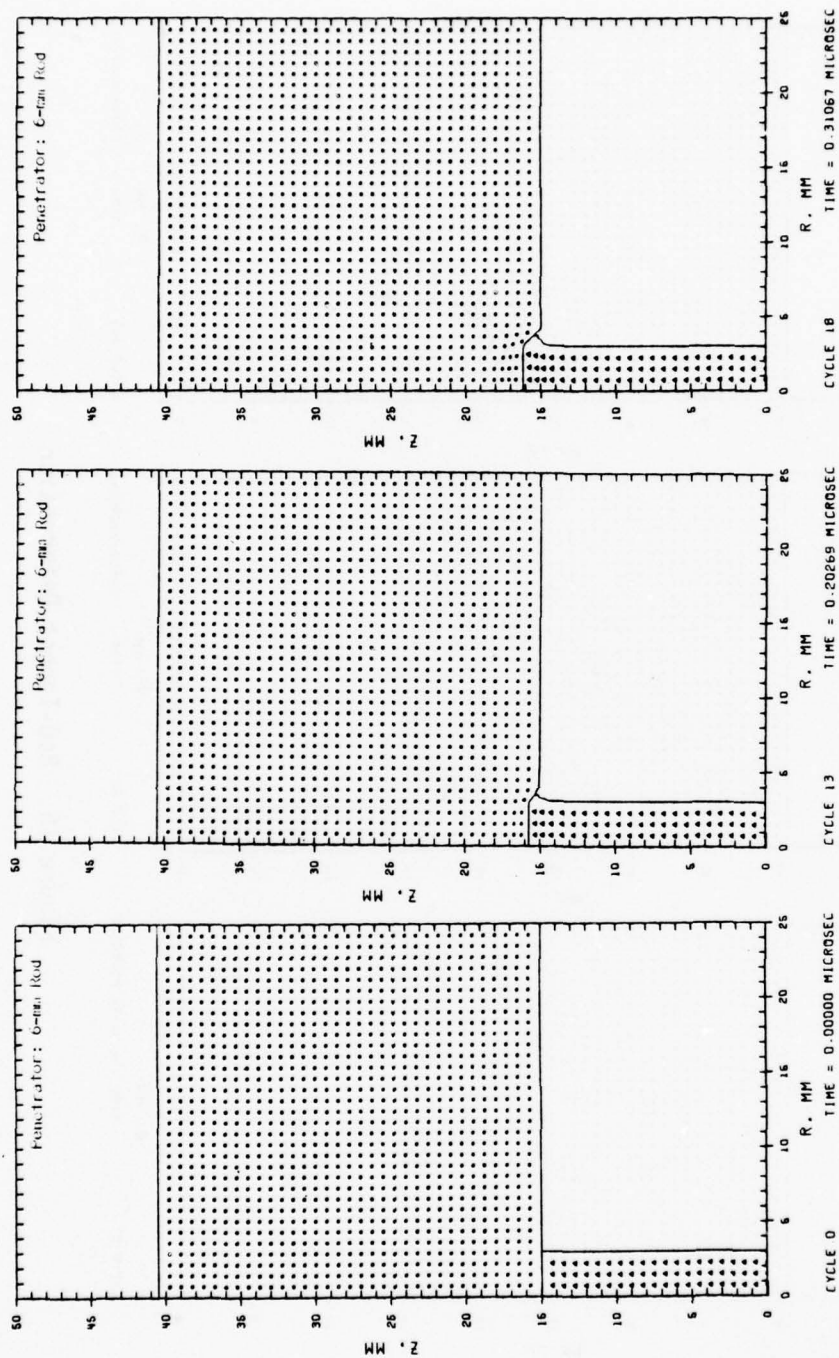 Penetrator: 6-mm Rod
50
45
40
35
30
25
20
15
10
5
0
Z, MM
0 5 10 15 20 25
R, MM
CYCLE 0 TIME = 0.00000 MICROSEC
Penetrator: 6-mm Rod
50
45
40
35
30
25
20
15
10
5
0
Z, MM
0 5 10 15 20 25
R, MM
CYCLE 13 TIME = 0.20269 MICROSEC
Penetrator: 6-mm Rod
50
45
40
35
30
25
20
15
10
5
0
Z, MM
0 5 10 15 20 25
R, MM
CYCLE 18 TIME = 0.31067 MICROSEC